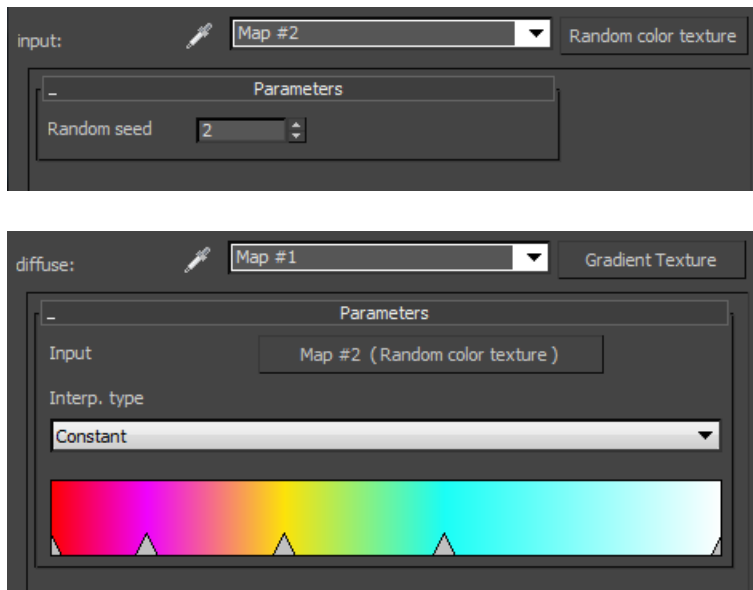 input:
Map #2
Random color texture
Parameters
Random seed
2
diffuse:
Map #1
Gradient Texture
Parameters
Input
Map #2 (Random color texture)
Interp. type
Constant